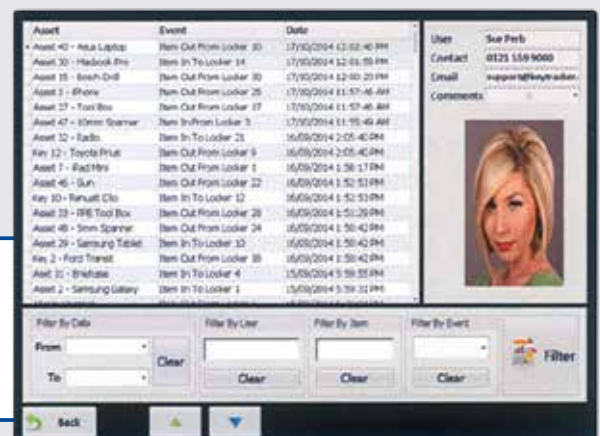 Asset Event Date
Asset 40 - Asus Laptop Item Out From Locker 30 17/10/2014 12:02:40 PM
Asset 30 - Macbook Pro Item In To Locker 14 17/10/2014 12:01:59 PM
Asset 15 - Bosch Drill Item Out From Locker 30 17/10/2014 12:00:20 PM
Asset 3 - iPhone Item Out From Locker 25 17/10/2014 11:57:46 AM
Asset 27 - Tool Box Item Out From Locker 17 17/10/2014 11:57:46 AM
Asset 47 - 10mm Spanner Item In From Locker 5 17/10/2014 11:55:49 AM
Asset 32 - Radio Item In To Locker 21 16/09/2014 2:05:40 PM
Key 12 - Toyota Prius Item Out From Locker 9 16/09/2014 2:05:40 PM
Asset 7 - iPad Mini Item Out From Locker 1 16/09/2014 1:58:17 PM
Asset 46 - Gun Item Out From Locker 22 16/09/2014 1:52:53 PM
Key 10 - Renualt Clio Item In To Locker 12 16/09/2014 1:52:53 PM
Asset 33 - PPE Tool Box Item Out From Locker 28 16/09/2014 1:51:29 PM
Asset 48 - 5mm Spanner Item Out From Locker 24 16/09/2014 1:50:42 PM
Asset 29 - Samsung Tablet Item In To Locker 10 16/09/2014 1:50:42 PM
Key 2 - Ford Transit Item Out From Locker 18 16/09/2014 1:50:42 PM
Asset 31 - Briefcase Item In To Locker 4 15/09/2014 5:59:55 PM
Asset 2 - Samsung Galaxy Item In To Locker 1 15/09/2014 5:59:31 PM
User Sue Perb
Contact 0121 559 9000
Email support@keytracker.
Comments
Filter By Date Filter By User Filter By Item Filter By Event
From
Clear
Filter
To
Clear Clear Clear
Back